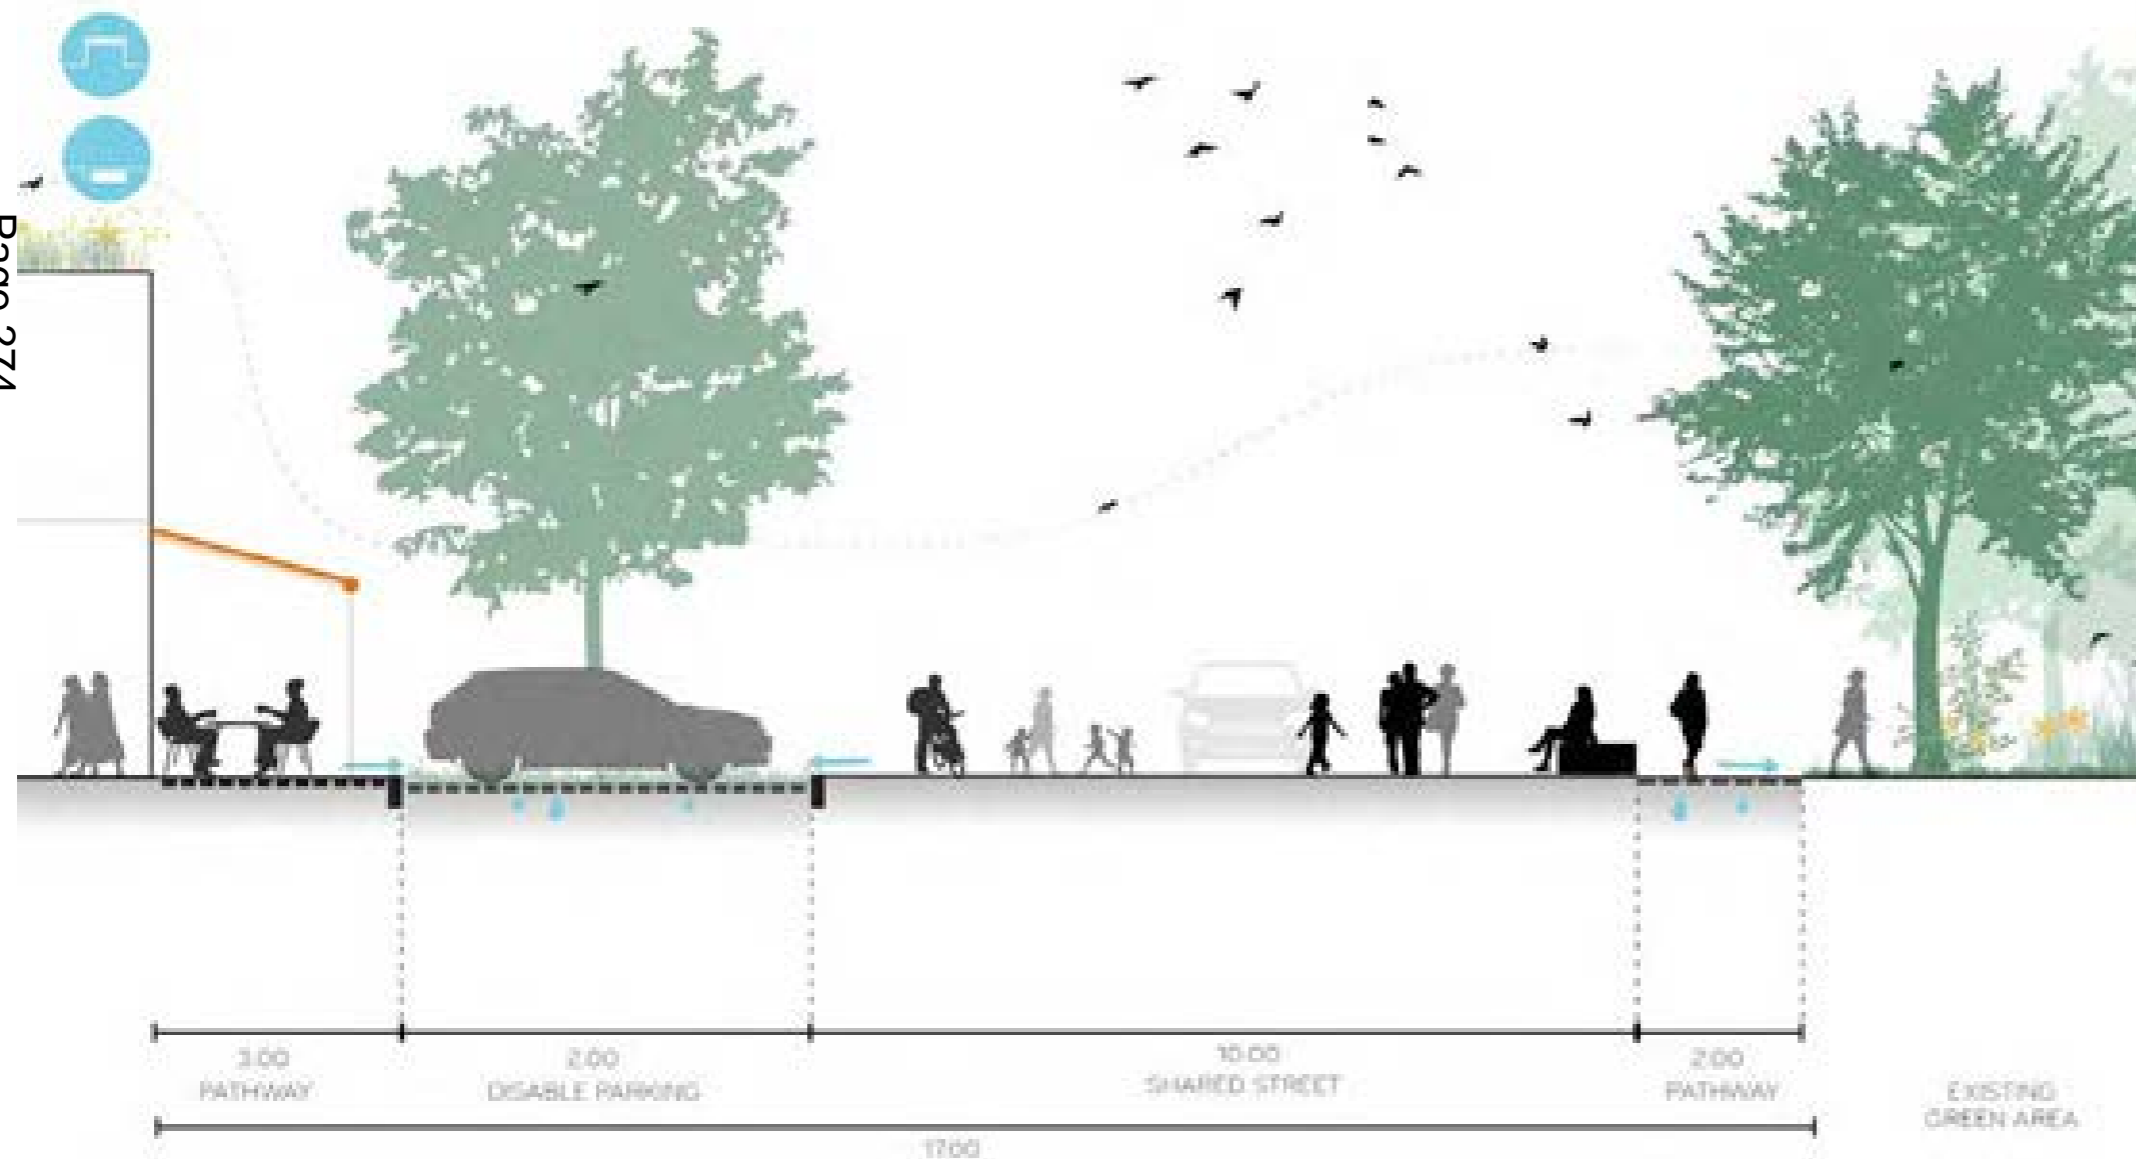 Page 274
3.00
PATHWAY
2.00
DISABLE PARKING
10.00
SHARED STREET
2.00
PATHWAY
EXISTING
GREEN AREA
17.00